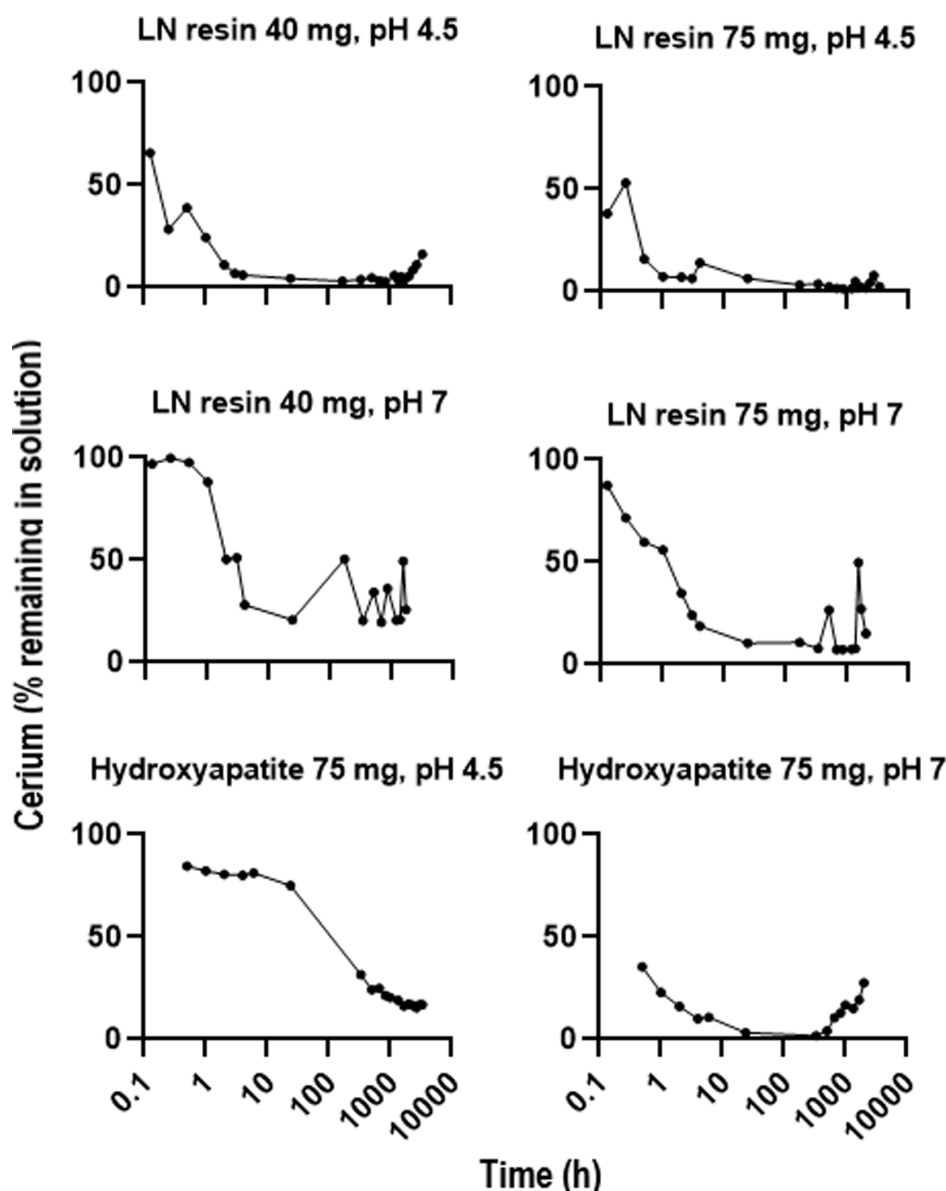 LN resin 40 mg, pH 4.5
LN resin 75 mg, pH 4.5
100
50
0
100
50
0
LN resin 40 mg, pH 7
LN resin 75 mg, pH 7
100
50
0
100
50
0
Cerium (% remaining in solution)
Hydroxyapatite 75 mg, pH 4.5
Hydroxyapatite 75 mg, pH 7
100
50
0
100
50
0
0.1 1 10 100 1000 10000
0.1 1 10 100 1000 10000
Time (h)